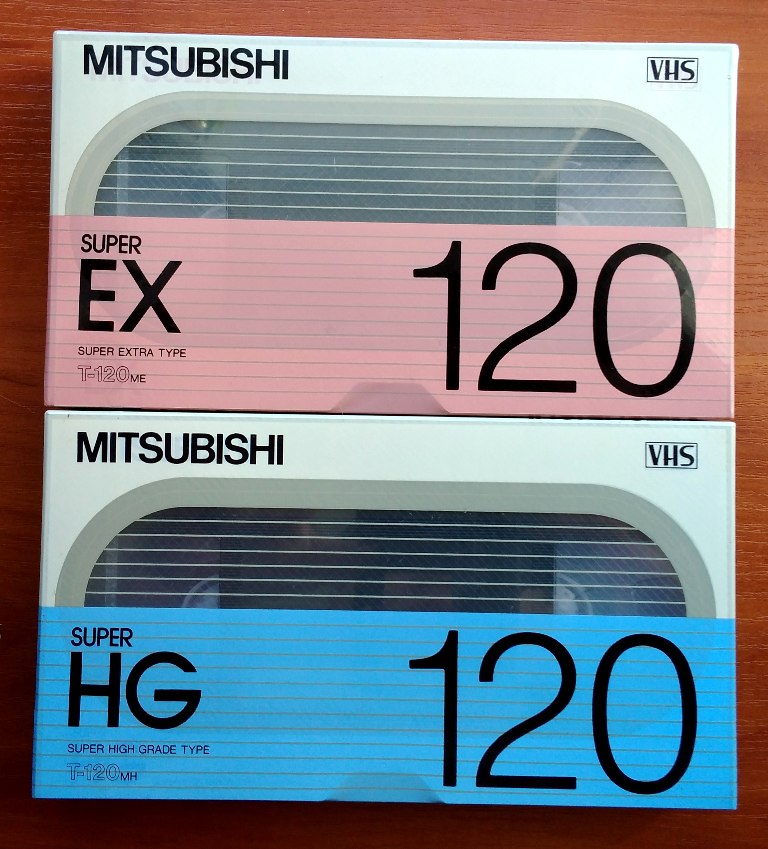 MITSUBISHI
VHS
SUPER
EX
120
SUPER EXTRA TYPE
T-120ME
MITSUBISHI
VHS
SUPER
HG
120
SUPER HIGH GRADE TYPE
T-120MH